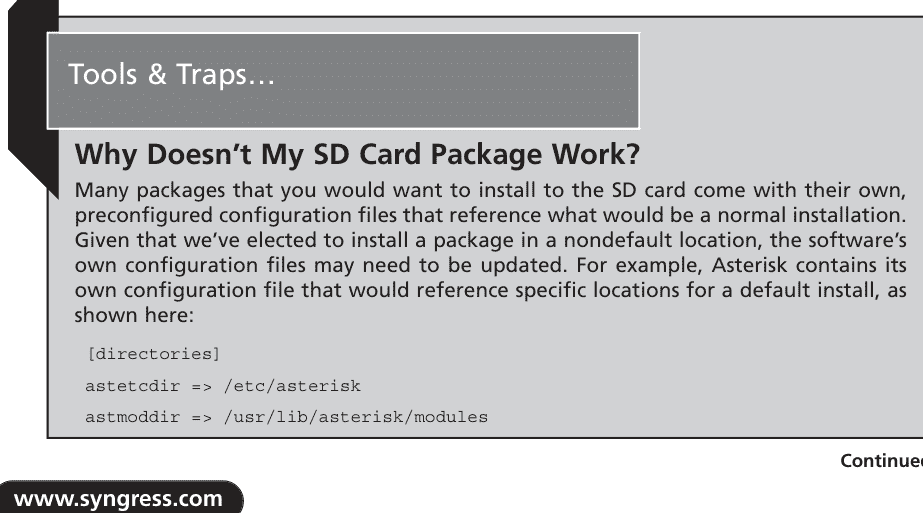 Tools & Traps…
Why Doesn’t My SD Card Package Work?
Many packages that you would want to install to the SD card come with their own,
preconfigured configuration files that reference what would be a normal installation.
Given that we’ve elected to install a package in a nondefault location, the software’s
own configuration files may need to be updated. For example, Asterisk contains its
own configuration file that would reference specific locations for a default install, as
shown here:
[directories]
astetcdir => /etc/asterisk
astmoddir => /usr/lib/asterisk/modules
Continued
www.syngress.com